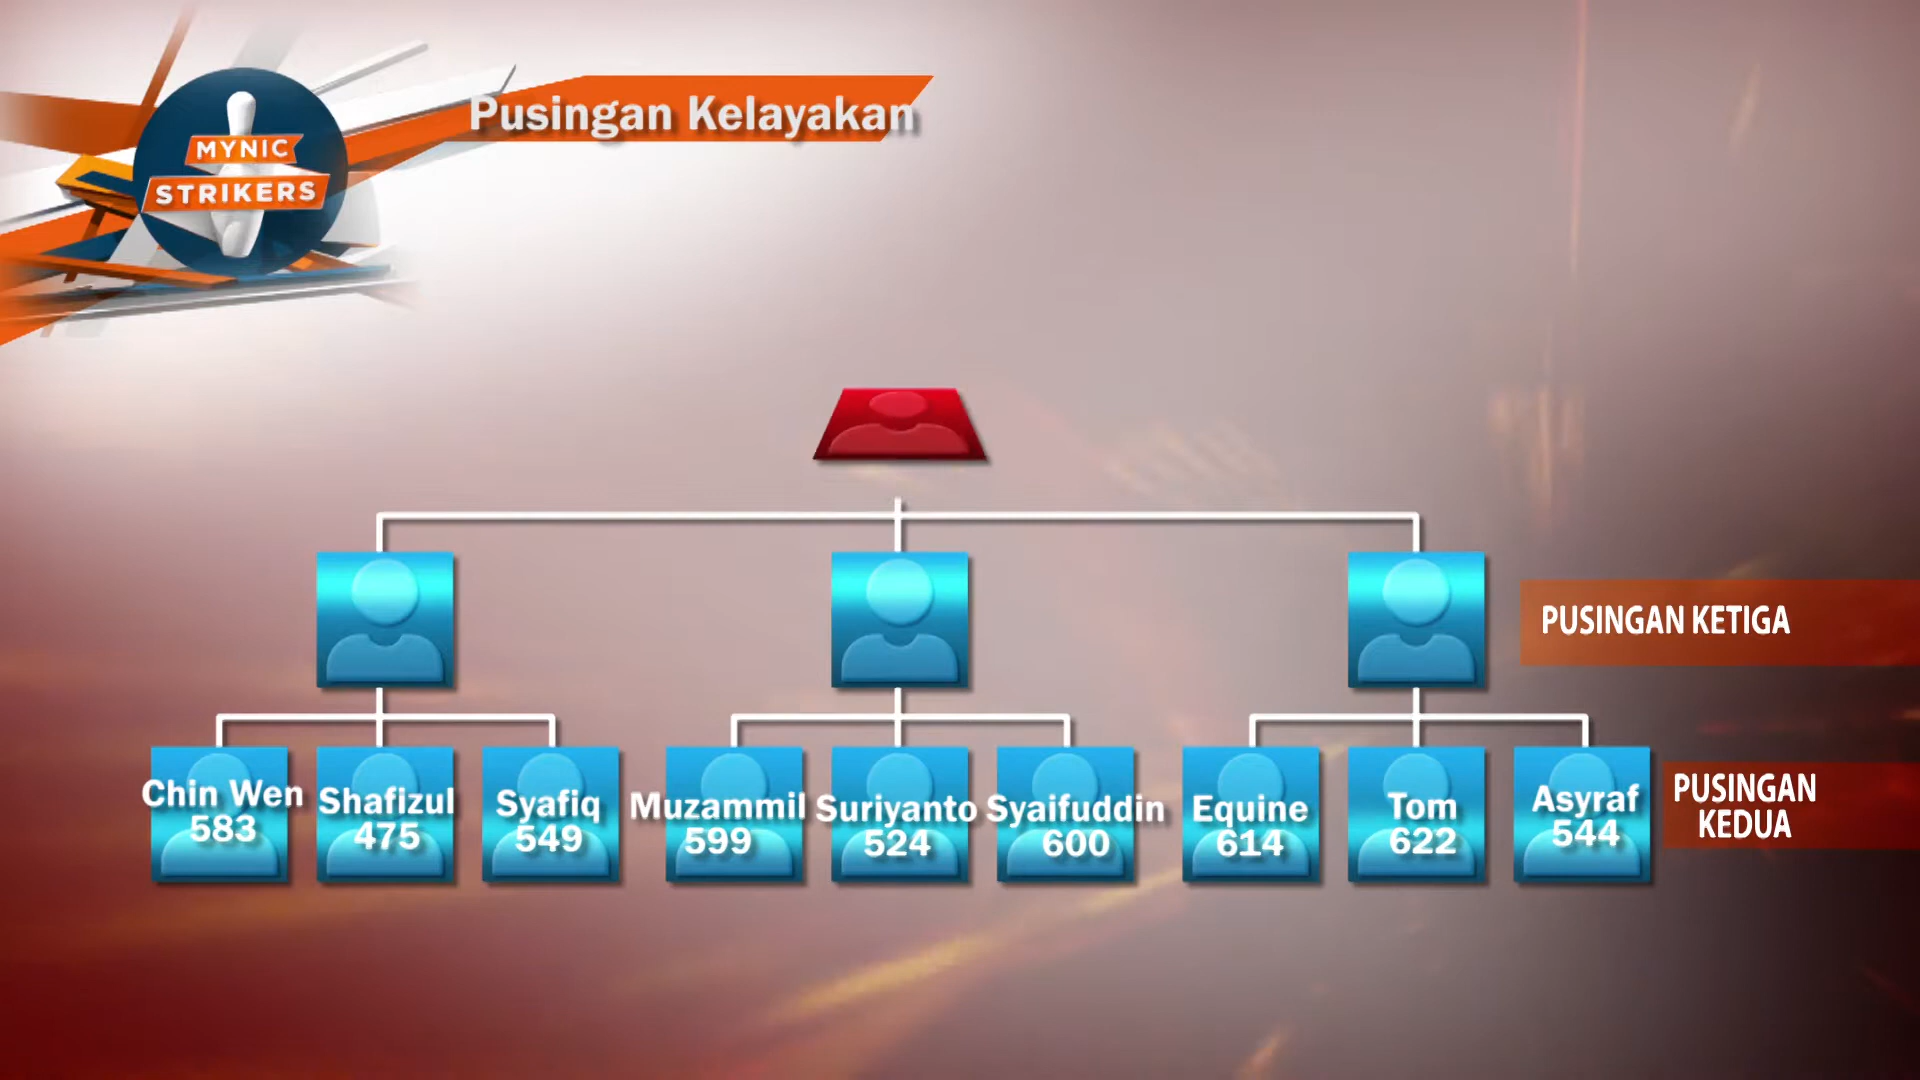 MYNIC
STRIKERS
Pusingan Kelayakan
PUSINGAN KETIGA
Chin Wen
583
Shafizul
475
Syafiq
549
Muzammil
599
Suriyanto
524
Syaifuddin
600
Equine
614
Tom
622
Asyraf
544
PUSINGAN
KEDUA